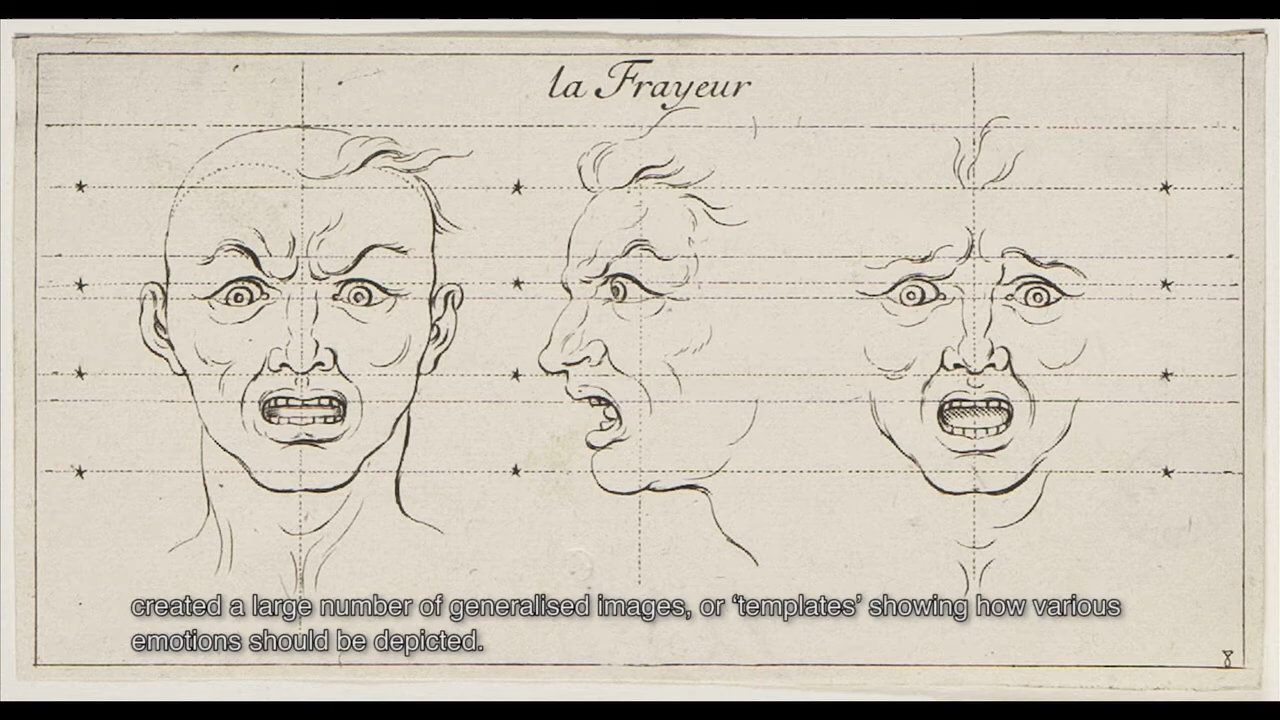 la Frayeur
created a large number of generalised images, or ‘templates’ showing how various
emotions should be depicted.
8